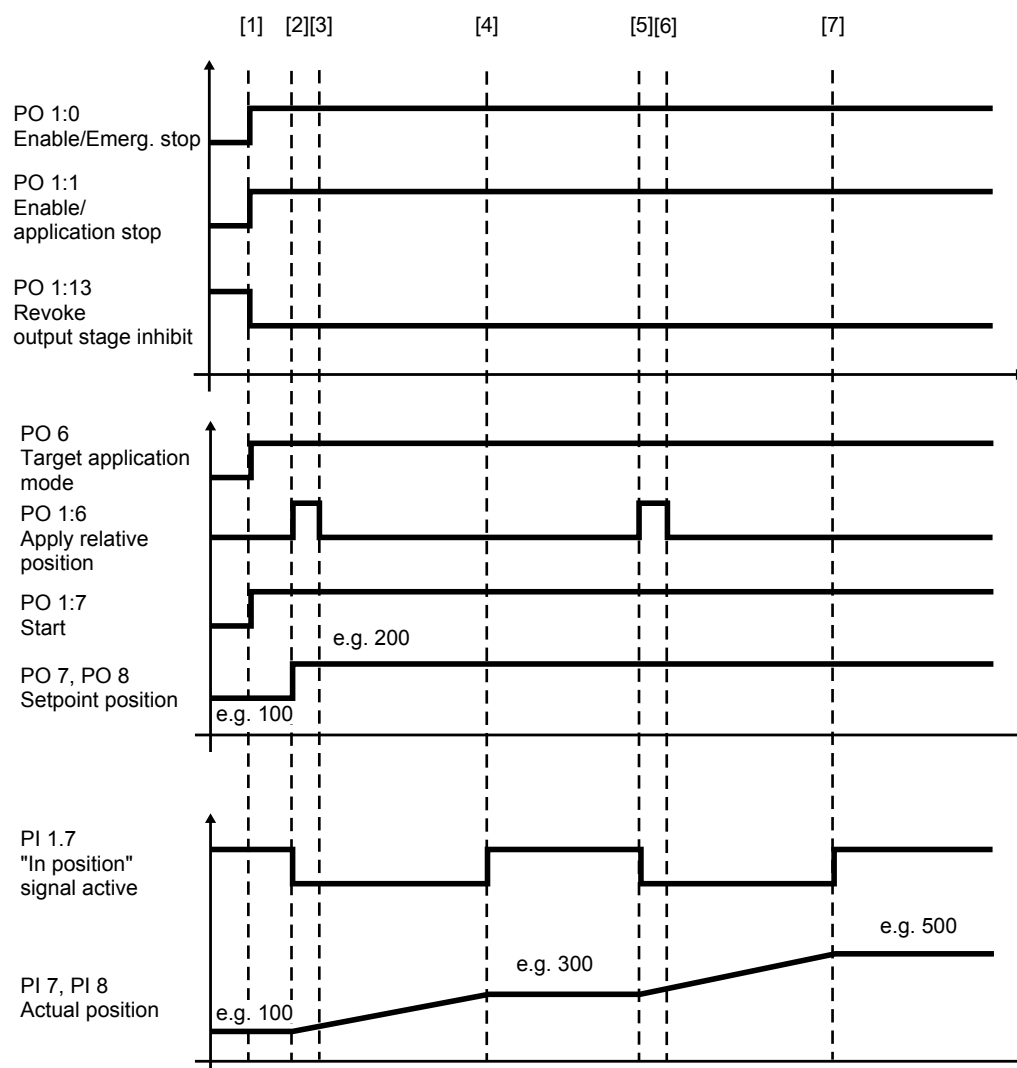 [1] [2][3] [4] [5][6] [7]
PO 1:0
Enable/Emerg. stop
PO 1:1
Enable/
application stop
PO 1:13
Revoke
output stage inhibit
PO 6
Target application
mode
PO 1:6
Apply relative
position
PO 1:7
Start
e.g. 200
PO 7, PO 8
Setpoint position
e.g. 100
PI 1.7
"In position"
signal active
e.g. 500
e.g. 300
PI 7, PI 8
Actual position
e.g. 100